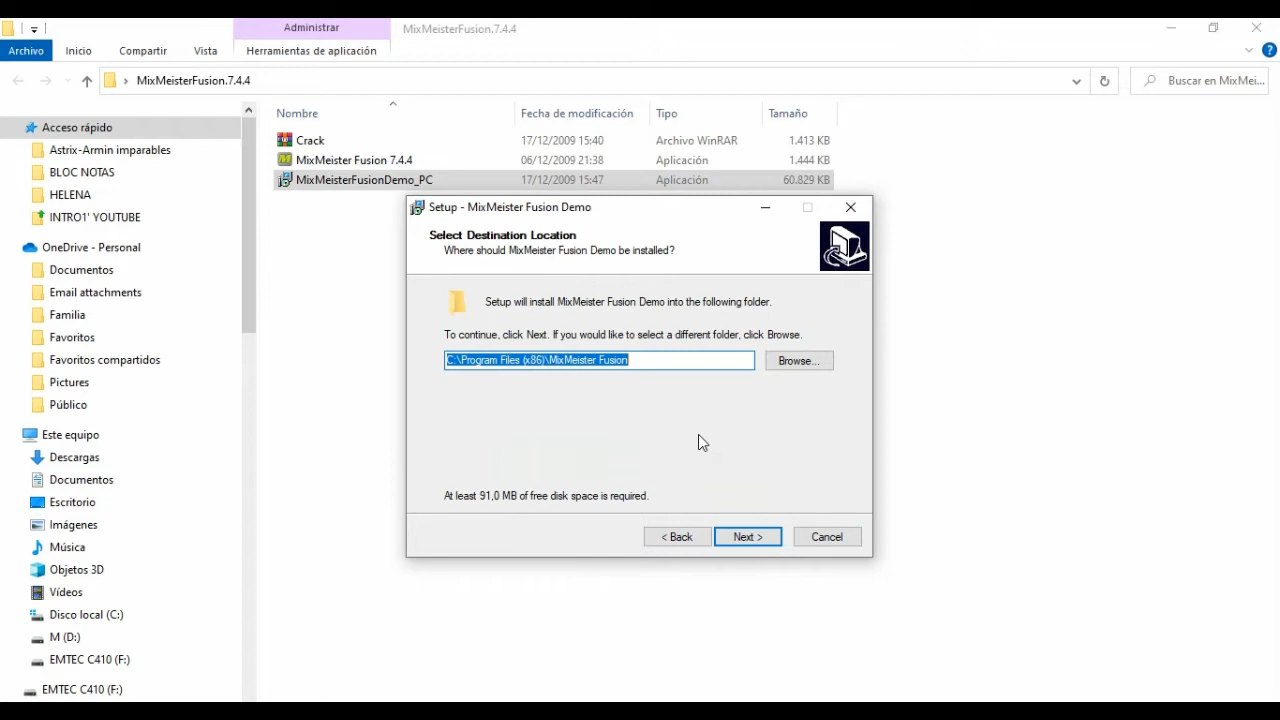 Administrar
MixMeisterFusion.7.4.4
Archivo
Inicio
Compartir
Vista
Herramientas de aplicación
?
› MixMeisterFusion.7.4.4
Buscar en MixMei...
Nombre
Fecha de modificación
Tipo
Tamaño
Crack
17/12/2009 15:40
Archivo WinRAR
1.413 KB
MixMeister Fusion 7.4.4
06/12/2009 21:38
Aplicación
1.444 KB
MixMeisterFusionDemo_PC
17/12/2009 15:47
Aplicación
60.829 KB
Acceso rápido
Astrix-Armin imparables
BLOC NOTAS
HELENA
INTRO1' YOUTUBE
OneDrive - Personal
Documentos
Email attachments
Familia
Favoritos
Favoritos compartidos
Pictures
Público
Este equipo
Descargas
Documentos
Escritorio
Imágenes
Música
Objetos 3D
Vídeos
Disco local (C:)
M (D:)
EMTEC C410 (F:)
EMTEC C410 (F:)
Setup - MixMeister Fusion Demo
Select Destination Location
Where should MixMeister Fusion Demo be installed?
Setup will install MixMeister Fusion Demo into the following folder.
To continue, click Next. If you would like to select a different folder, click Browse.
C:\Program Files (x86)\MixMeister Fusion
Browse...
At least 91,0 MB of free disk space is required.
< Back
Next >
Cancel